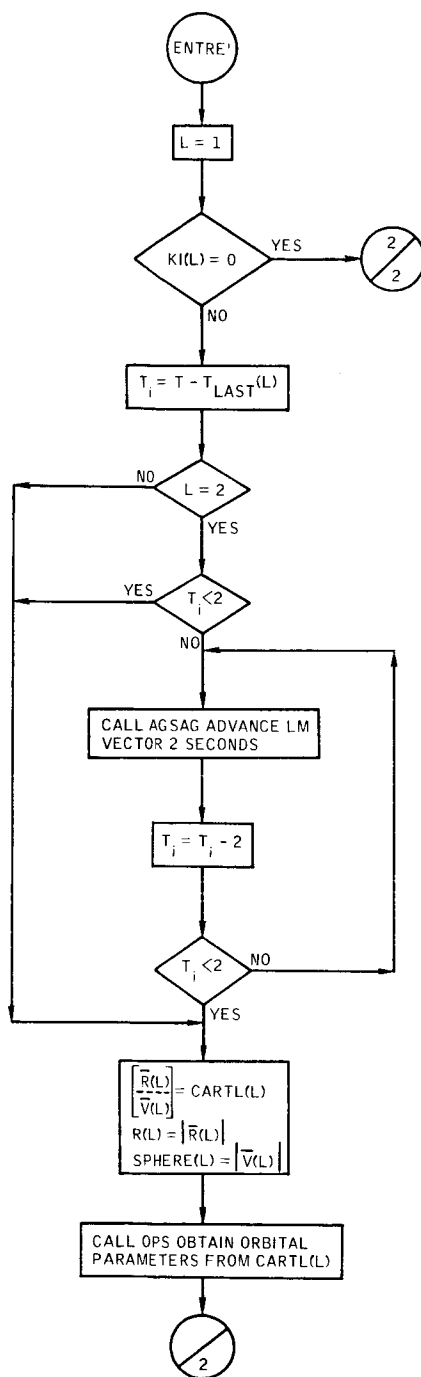 ENTRE'
L = 1
KI(L) = 0
YES
2
2
NO
T_i = T - T_LAST(L)
NO
L = 2
YES
YES
T_i < 2
NO
CALL AGSAG ADVANCE LM
VECTOR 2 SECONDS
T_i = T_i - 2
T_i < 2
NO
YES
[R̅(L)
V̅(L)] = CARTL(L)
R(L) = |R̅(L)|
SPHERE(L) = |V̅(L)|
CALL OPS OBTAIN ORBITAL
PARAMETERS FROM CARTL(L)
2